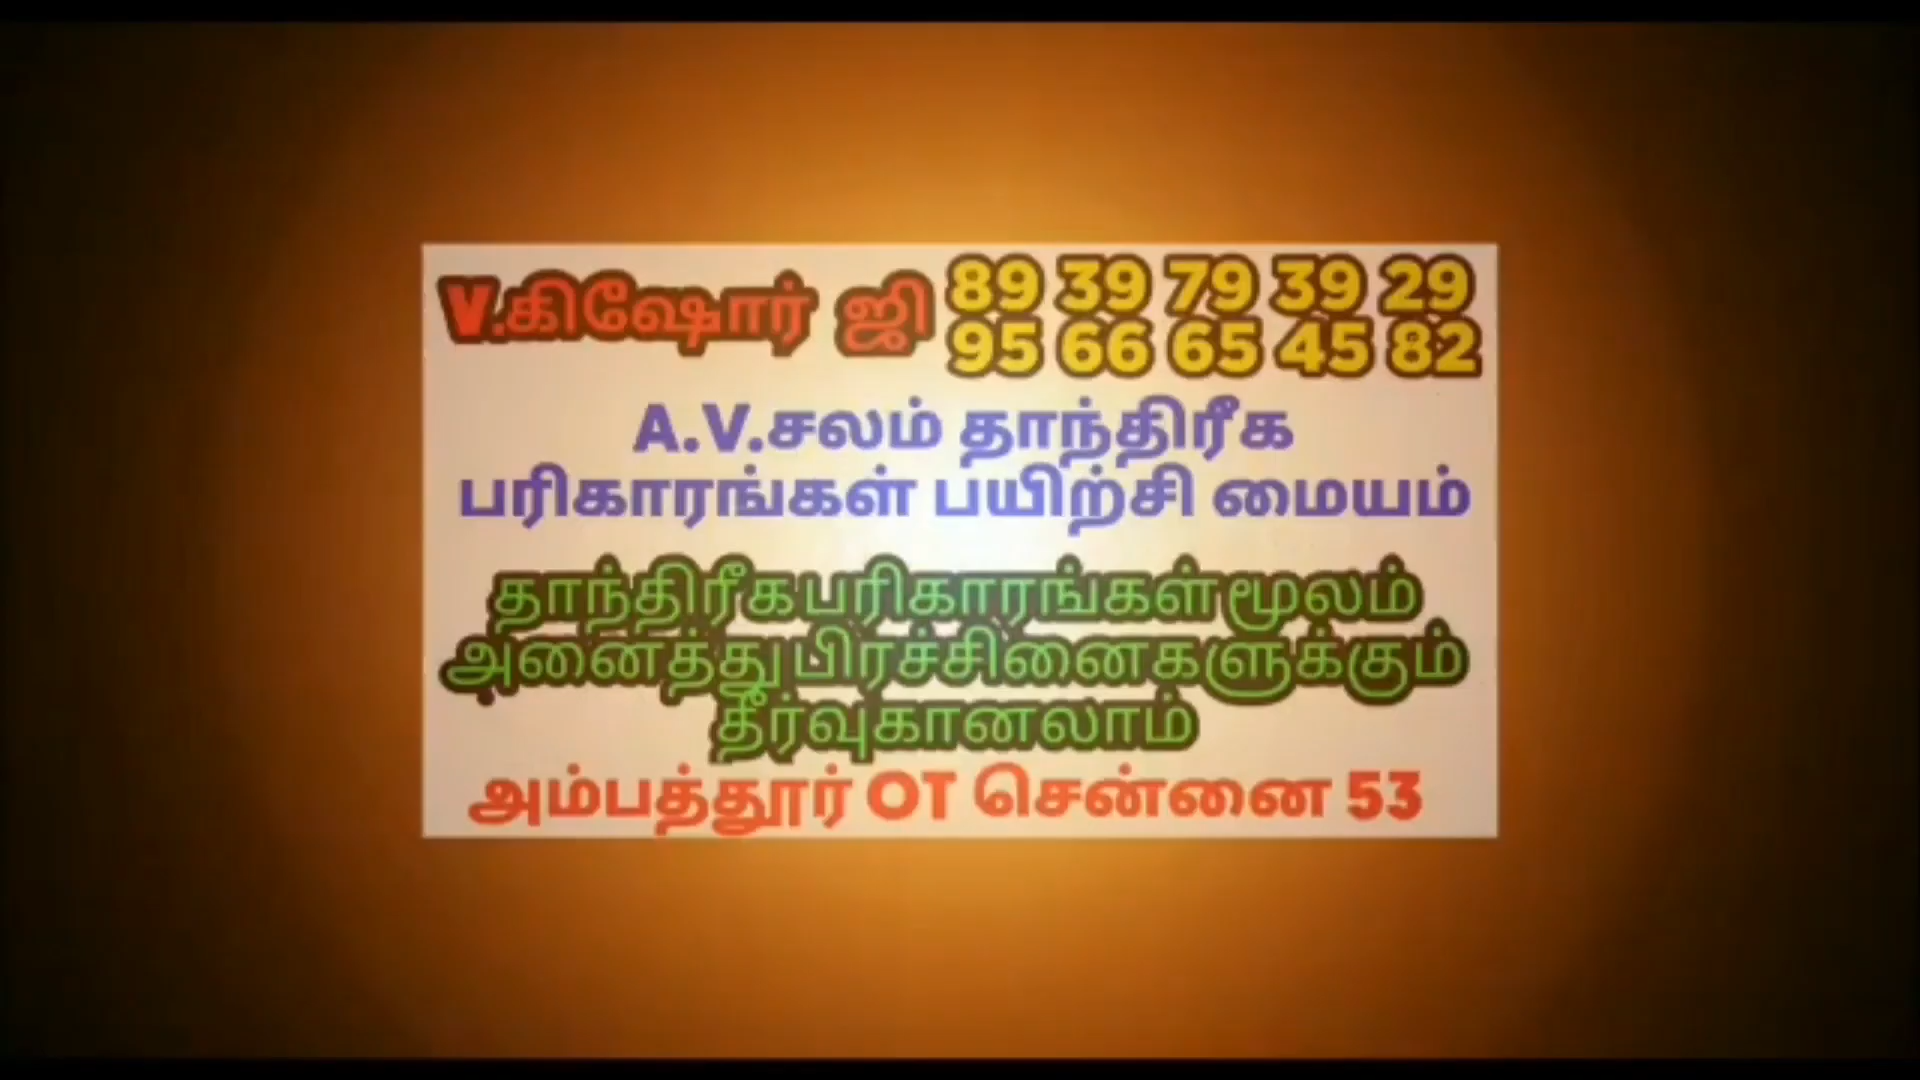 V.கிஷோர் ஜி 89 39 79 39 29
95 66 65 45 82
A.V.சலம் தாந்திரீக
பரிகாரங்கள் பயிற்சி மையம்
தாந்திரீகபரிகாரங்கள்மூலம்
அனைத்து பிரச்சினைகளுக்கும்
தீர்வுகானலாம்
அம்பத்தூர் OT சென்னை 53